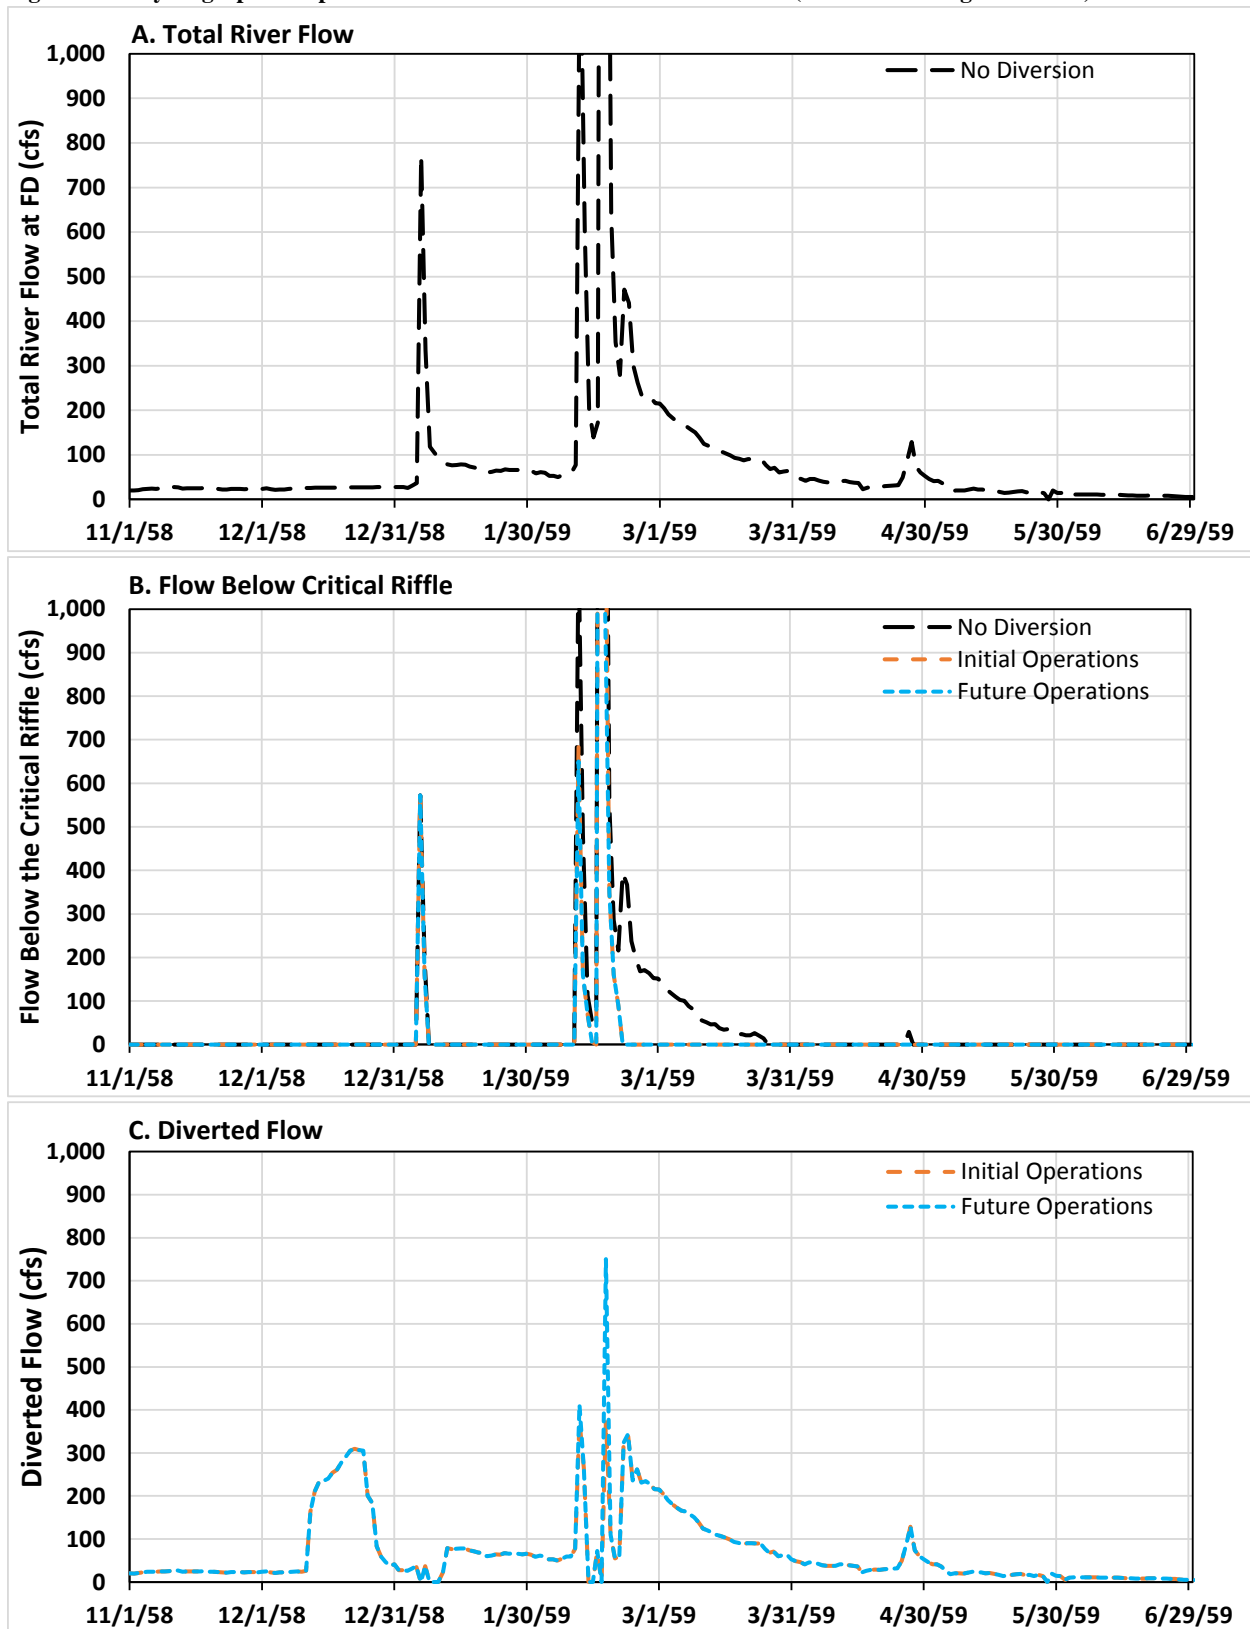 A. Total River Flow
1,000
900
800
700
600
500
400
300
200
100
0
Total River Flow at FD (cfs)
No Diversion
11/1/58 12/1/58 12/31/58 1/30/59 3/1/59 3/31/59 4/30/59 5/30/59 6/29/59
B. Flow Below Critical Riffle
1,000
900
800
700
600
500
400
300
200
100
0
Flow Below the Critical Riffle (cfs)
No Diversion
Initial Operations
Future Operations
11/1/58 12/1/58 12/31/58 1/30/59 3/1/59 3/31/59 4/30/59 5/30/59 6/29/59
C. Diverted Flow
1,000
900
800
700
600
500
400
300
200
100
0
Diverted Flow (cfs)
Initial Operations
Future Operations
11/1/58 12/1/58 12/31/58 1/30/59 3/1/59 3/31/59 4/30/59 5/30/59 6/29/59